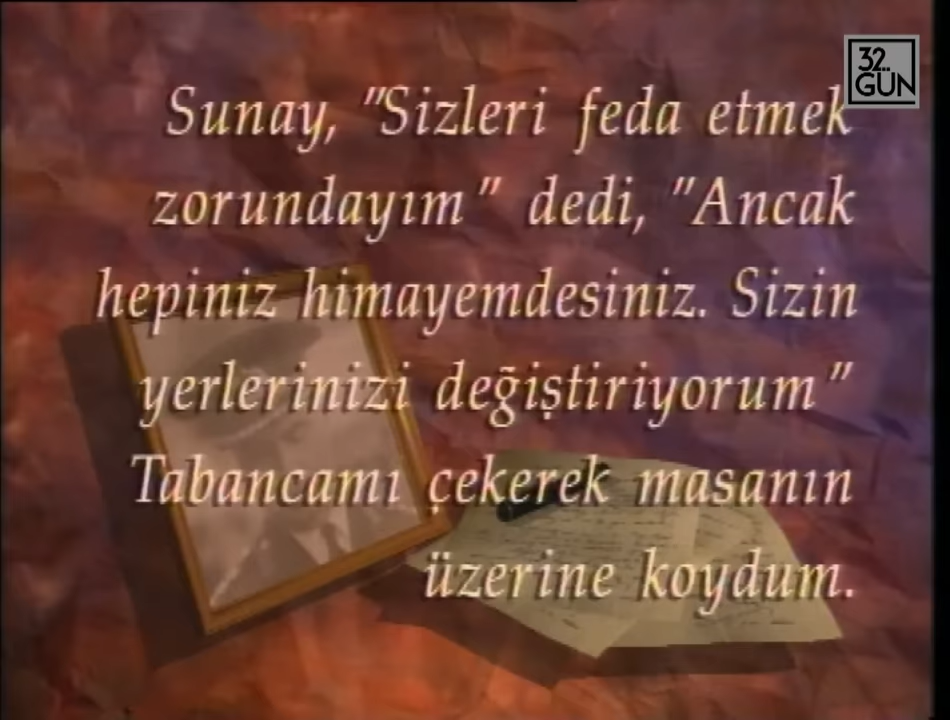 32.
GÜN
Sunay, "Sizleri feda etmek
zorundayım" dedi, "Ancak
hepiniz himayemdesiniz. Sizin
yerlerinizi değiştiriyorum"
Tabancamı çekerek masanın
üzerine koydum.